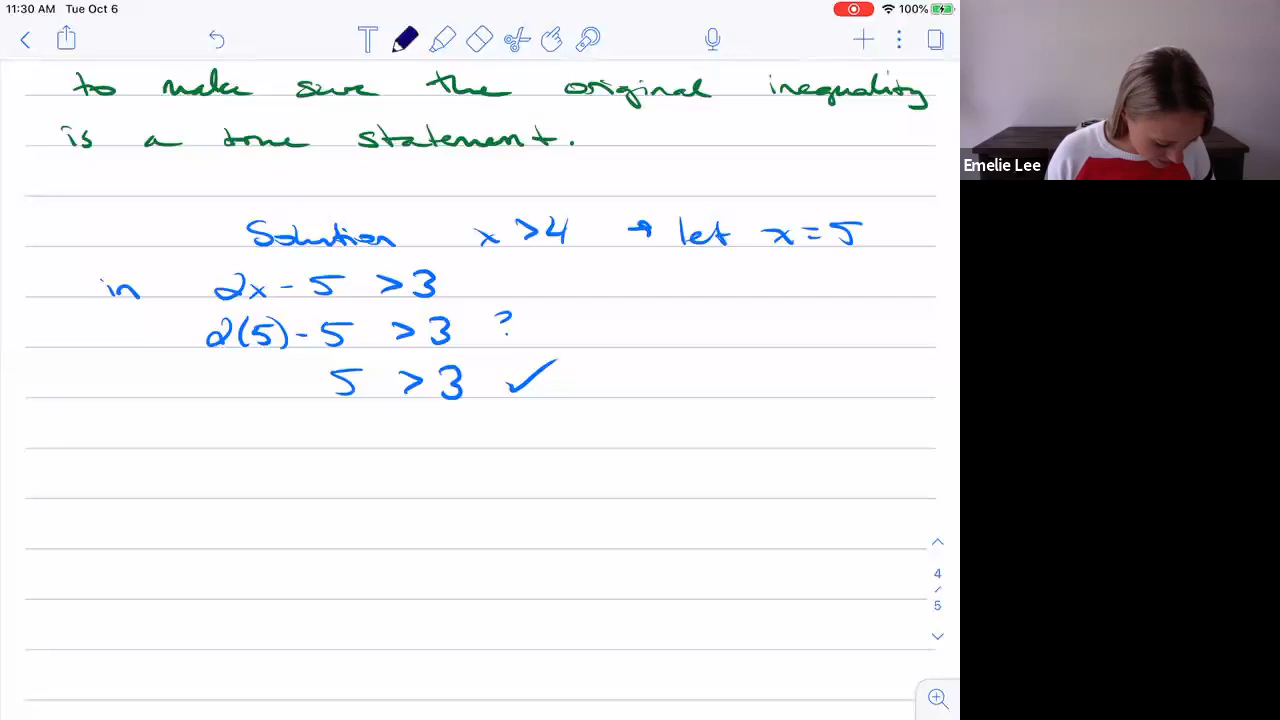 11:30 AM Tue Oct 6
100%
to make sure the original inequality
is a true statement.
Solution x > 4 → let x = 5
in 2x - 5 > 3
2(5) - 5 > 3 ?
5 > 3 ✓
4
5
Emelie Lee